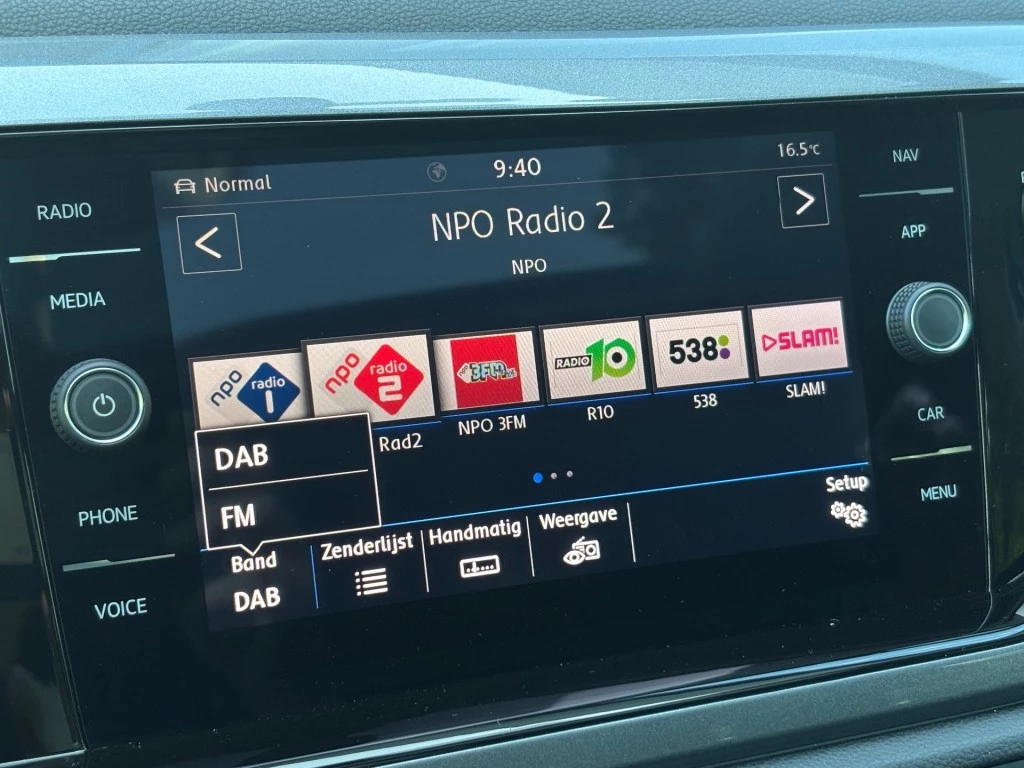 RADIO
MEDIA
PHONE
VOICE
Normal
9:40
16.5°C
<
NPO Radio 2
>
NPO
npo radio 1
npo radio 2
3FM
RADIO 10
538
SLAM!
Rad2
NPO 3FM
R10
538
SLAM!
DAB
FM
Band
DAB
Zenderlijst
Handmatig
Weergave
Setup
NAV
APP
CAR
MENU